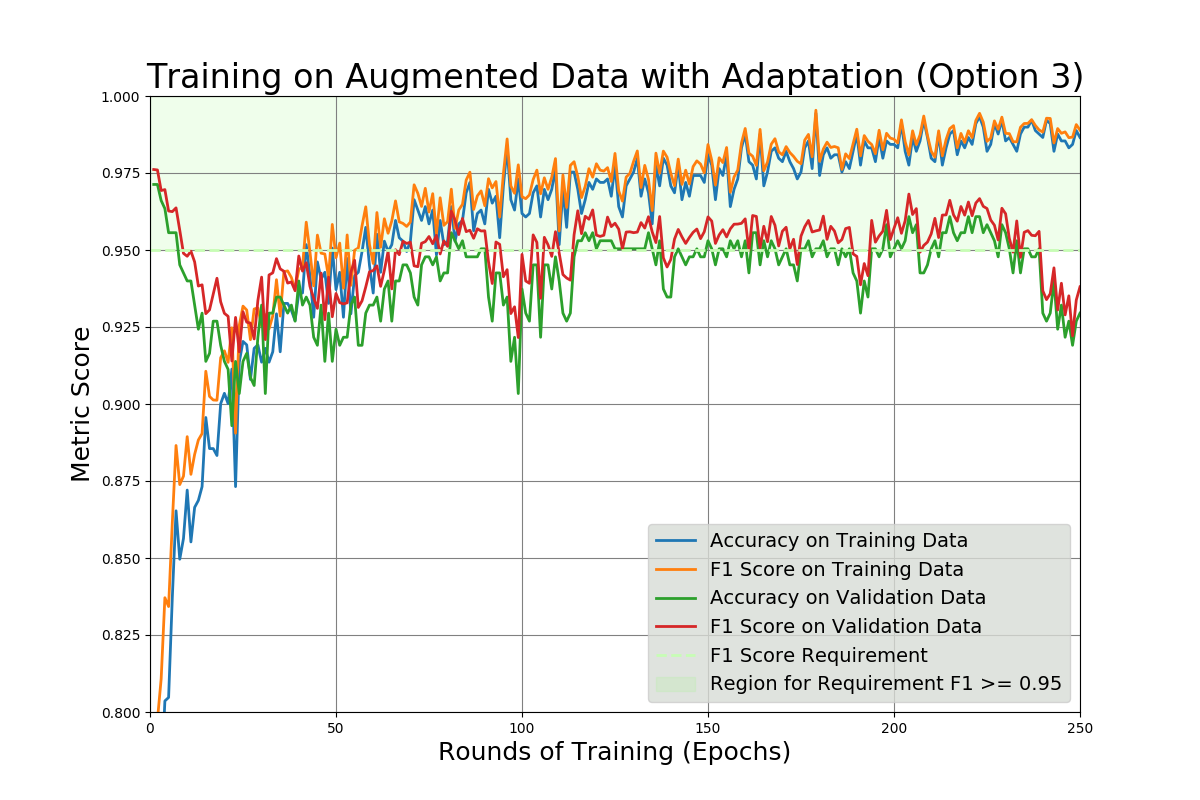 Training on Augmented Data with Adaptation (Option 3)
1.000
0.975
0.950
0.925
0.900
0.875
0.850
0.825
0.800
Metric Score
Accuracy on Training Data
F1 Score on Training Data
Accuracy on Validation Data
F1 Score on Validation Data
F1 Score Requirement
Region for Requirement F1 >= 0.95
0 50 100 150 200 250
Rounds of Training (Epochs)